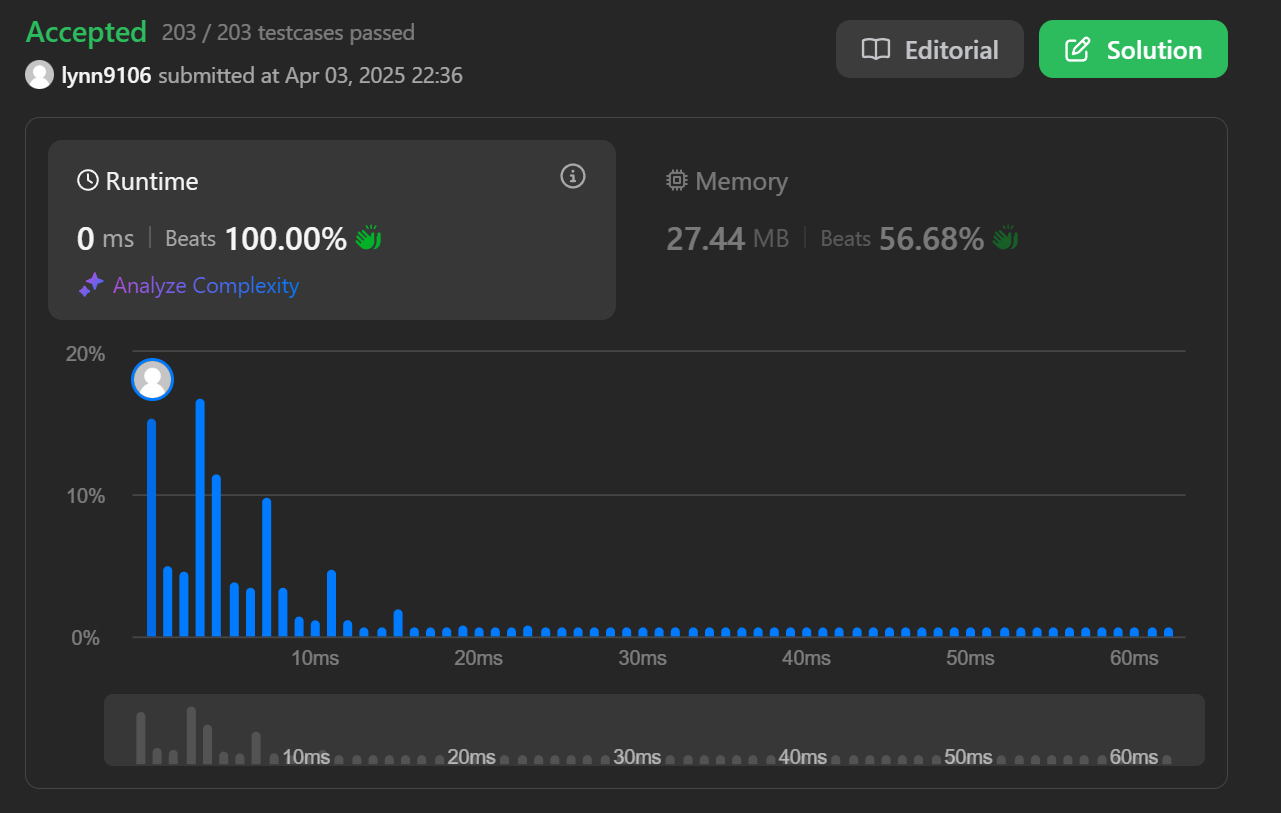 Accepted 203 / 203 testcases passed
Editorial
Solution
lynn9106 submitted at Apr 03, 2025 22:36
Runtime
0 ms | Beats 100.00%
Analyze Complexity
Memory
27.44 MB | Beats 56.68%
20%
10%
0%
10ms 20ms 30ms 40ms 50ms 60ms
10ms 20ms 30ms 40ms 50ms 60ms